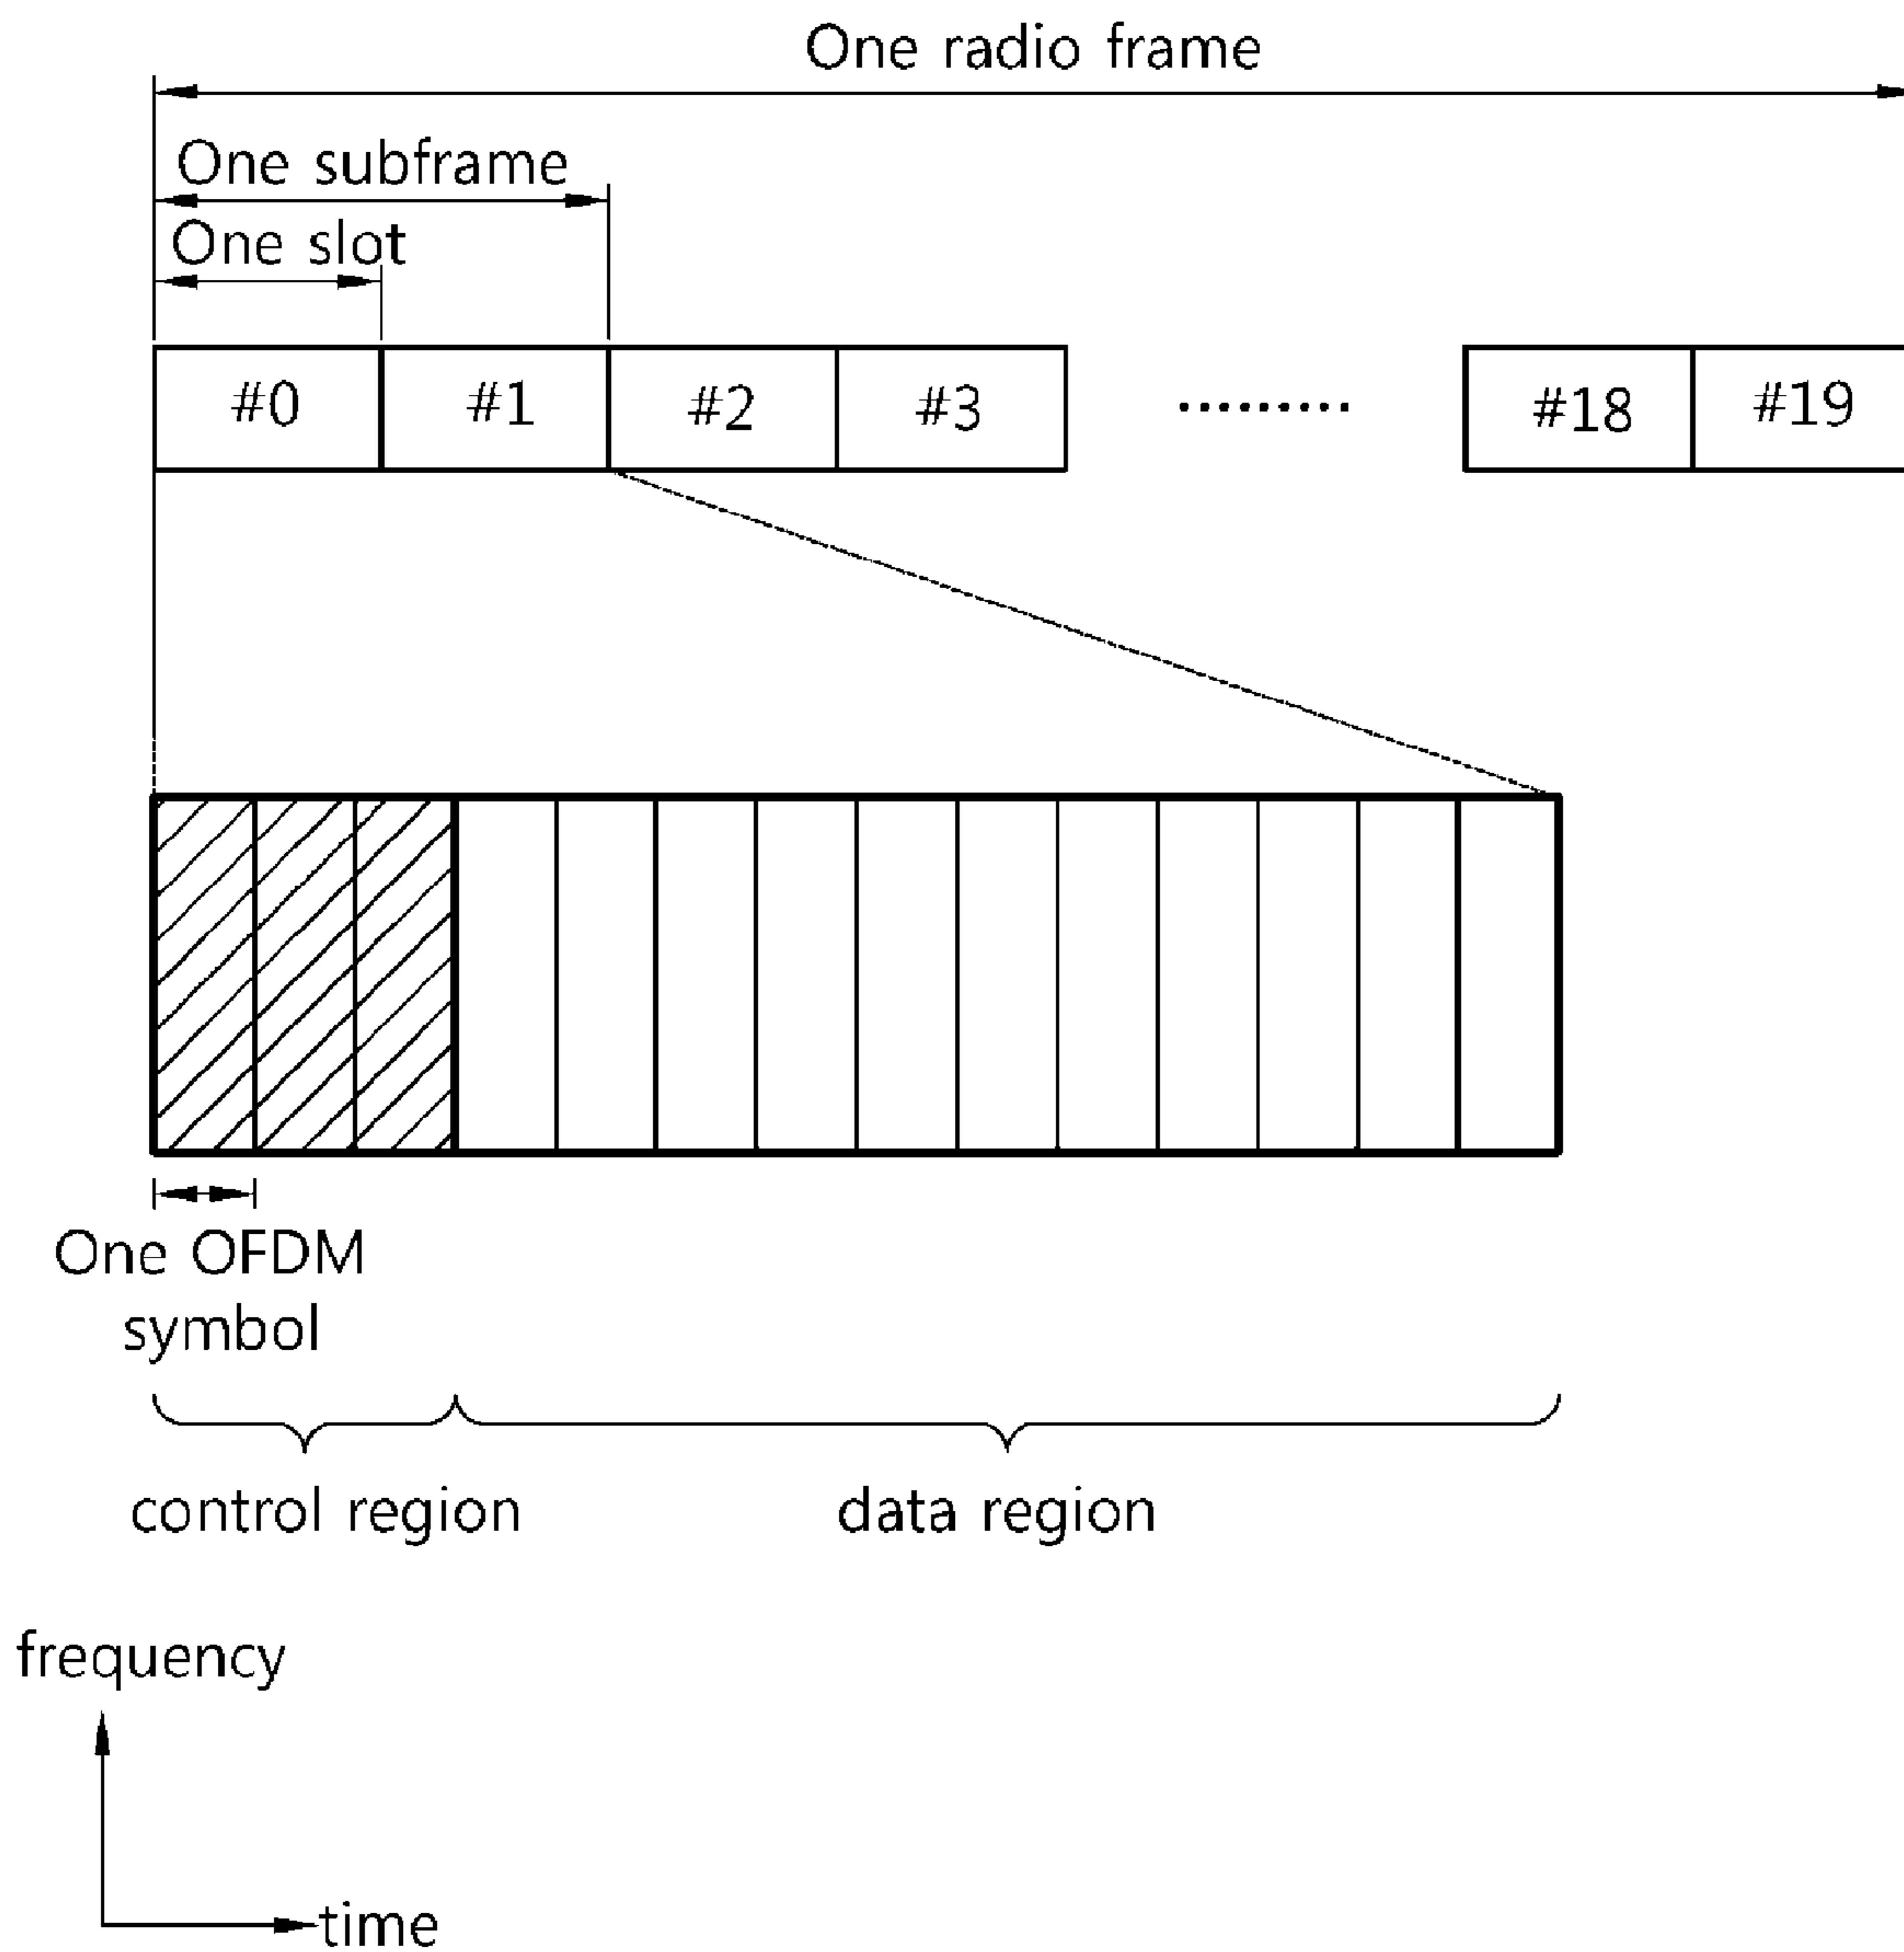 One radio frame
One subframe
One slot
#0 #1 #2 #3 ········· #18 #19
One OFDM
symbol
control region data region
frequency
time